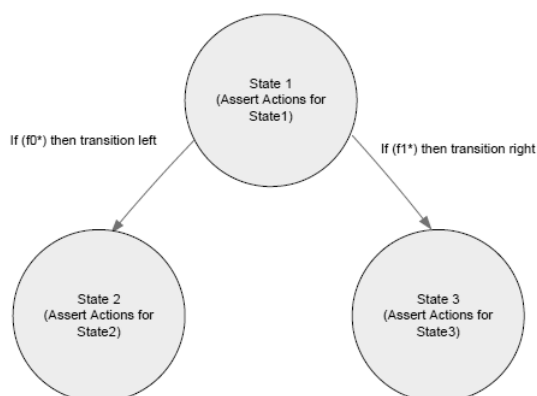 State 1
(Assert Actions for
State1)
If (f0*) then transition left
If (f1*) then transition right
State 2
(Assert Actions for
State2)
State 3
(Assert Actions for
State3)